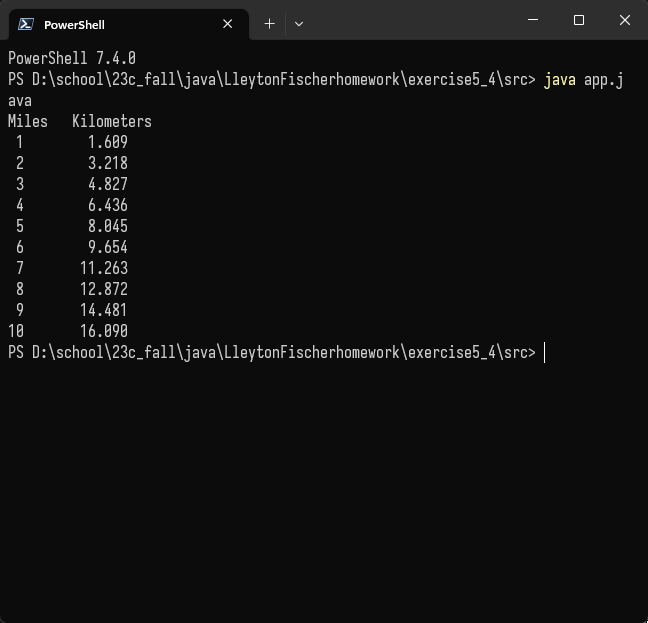 PowerShell
PowerShell 7.4.0
PS D:\school\23c_fall\java\LleytonFischerhomework\exercise5_4\src> java app.j
ava
Miles   Kilometers
 1        1.609
 2        3.218
 3        4.827
 4        6.436
 5        8.045
 6        9.654
 7       11.263
 8       12.872
 9       14.481
10       16.090
PS D:\school\23c_fall\java\LleytonFischerhomework\exercise5_4\src>